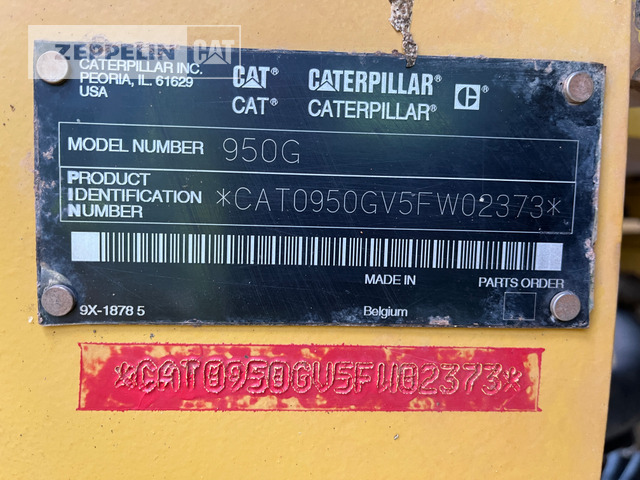 ZEPPELIN CAT
CATERPILLAR INC.
PEORIA, IL. 61629
USA
CAT® CATERPILLAR® C®
CAT® CATERPILLAR®
MODEL NUMBER 950G
PRODUCT
IDENTIFICATION
NUMBER
*CAT0950GV5FW02373*
MADE IN PARTS ORDER
9X-1878 5 Belgium
*CAT0950GV5FW02373*